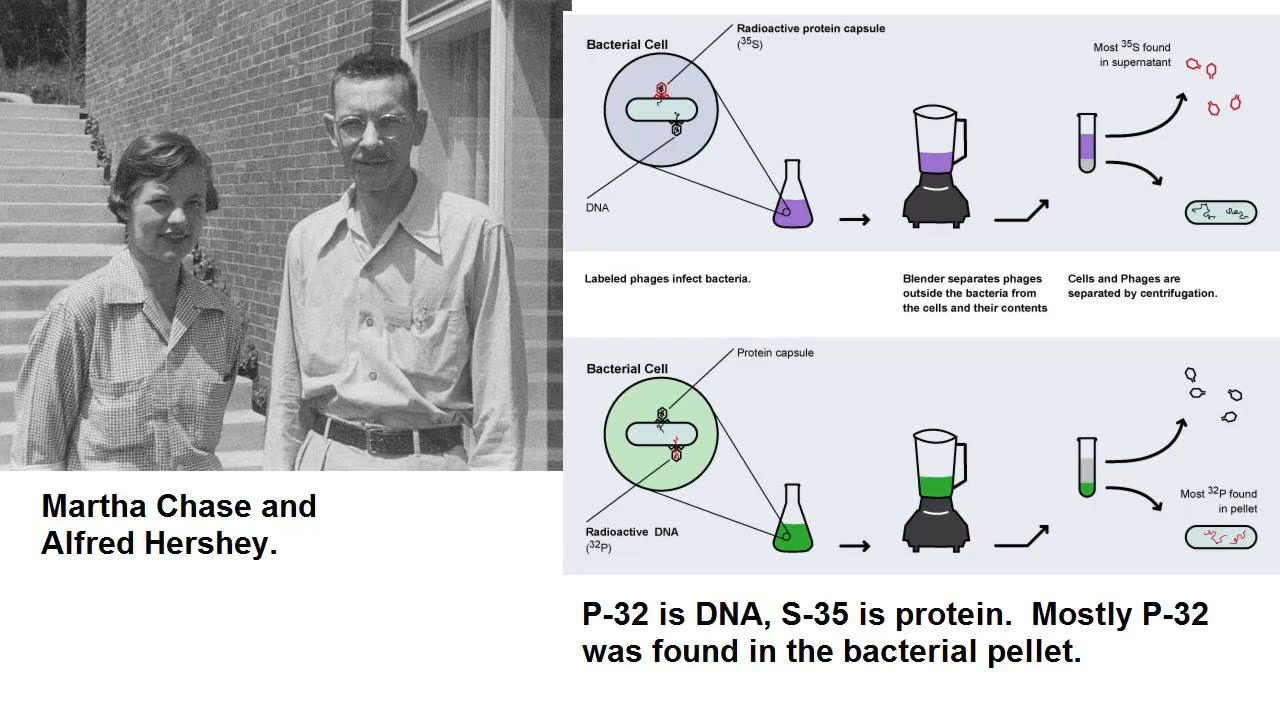 Martha Chase and
Alfred Hershey.
Bacterial Cell
Radioactive protein capsule
(³⁵S)
DNA
Most ³⁵S found
in supernatant
Labeled phages infect bacteria.
Blender separates phages
outside the bacteria from
the cells and their contents
Cells and Phages are
separated by centrifugation.
Bacterial Cell
Protein capsule
Radioactive DNA
(³²P)
Most ³²P found
in pellet
P-32 is DNA, S-35 is protein. Mostly P-32
was found in the bacterial pellet.